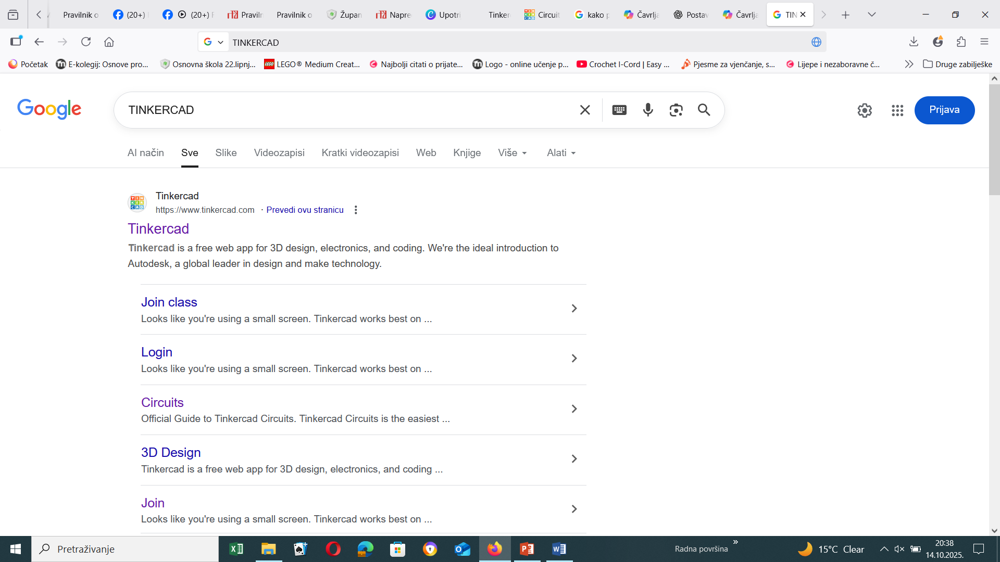 Pravilnik o
(20+)
(20+) F
Praviln
Pravilnik o
Župan
Napre
Upotri
Tinker
Circuit
kako p
Čavrlja
Postav
Čavrlja
TIN
TINKERCAD
Početak
E-kolegij: Osnove pro...
Osnovna škola 22.lipnj...
LEGO® Medium Creat...
Najbolji citati o prijate...
Logo - online učenje p...
Crochet I-Cord | Easy ...
Pjesme za vjenčanje, s...
Lijepe i nezaboravne č...
Druge zabilješke
Google
TINKERCAD
Prijava
AI način
Sve
Slike
Videozapisi
Kratki videozapisi
Web
Knjige
Više
Alati
Tinkercad
https://www.tinkercad.com · Prevedi ovu stranicu
Tinkercad
Tinkercad is a free web app for 3D design, electronics, and coding. We're the ideal introduction to
Autodesk, a global leader in design and make technology.
Join class
Looks like you're using a small screen. Tinkercad works best on ...
Login
Looks like you're using a small screen. Tinkercad works best on ...
Circuits
Official Guide to Tinkercad Circuits. Tinkercad Circuits is the easiest ...
3D Design
Tinkercad is a free web app for 3D design, electronics, and coding ...
Join
Looks like you're using a small screen. Tinkercad works best on ...
Pretraživanje
Radna površina
15°C Clear
20:38
14.10.2025.